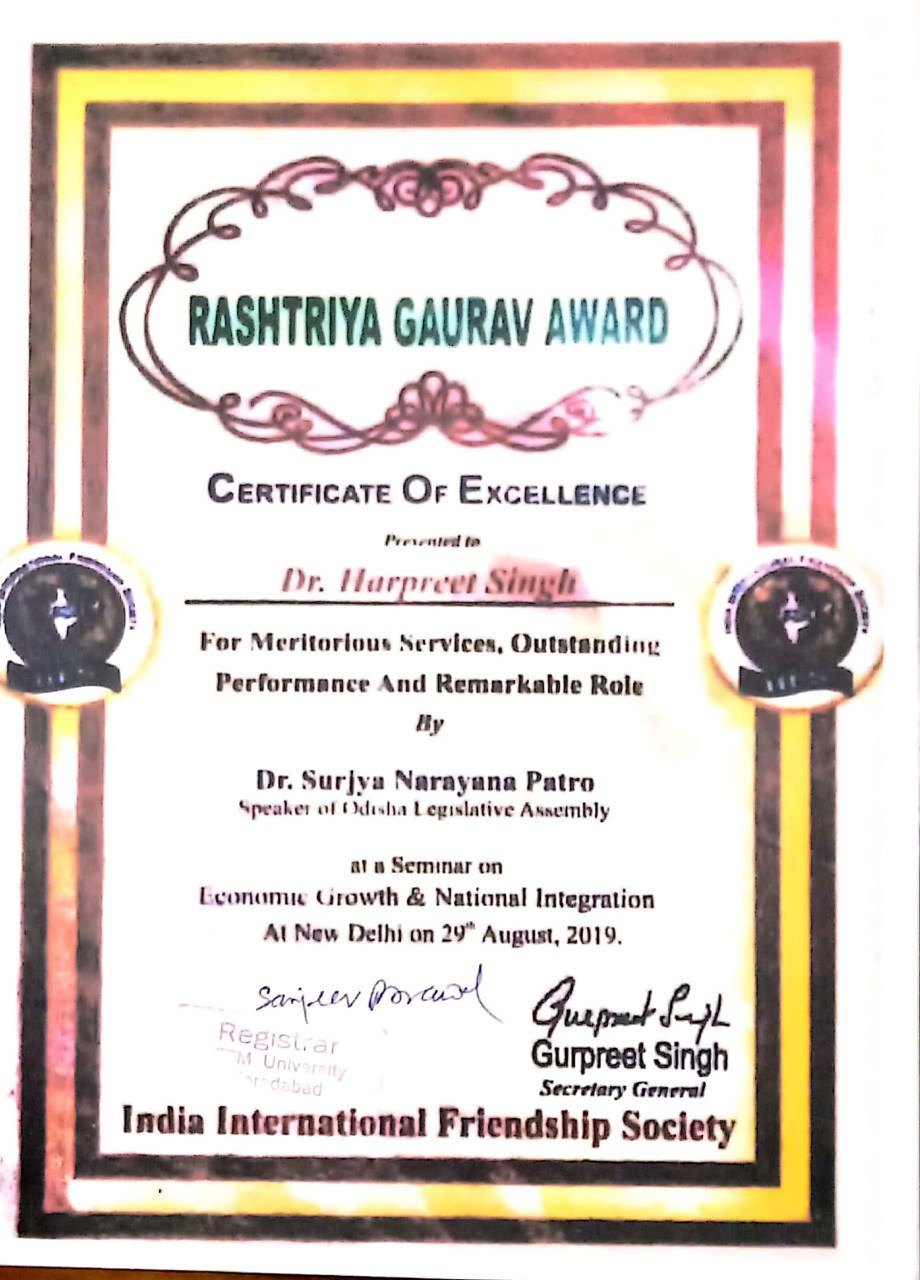 RASHTRIYA GAURAV AWARD
CERTIFICATE OF EXCELLENCE
Presented to
Dr. Harpreet Singh
For Meritorious Services, Outstanding
Performance And Remarkable Role
By
Dr. Surjya Narayana Patro
Speaker of Odisha Legislative Assembly
at a Seminar on
Economic Growth & National Integration
At New Delhi on 29th August, 2019.
Gurpreet Singh
Registrar
M University
Gurpreet Singh
Secretary General
India International Friendship Society